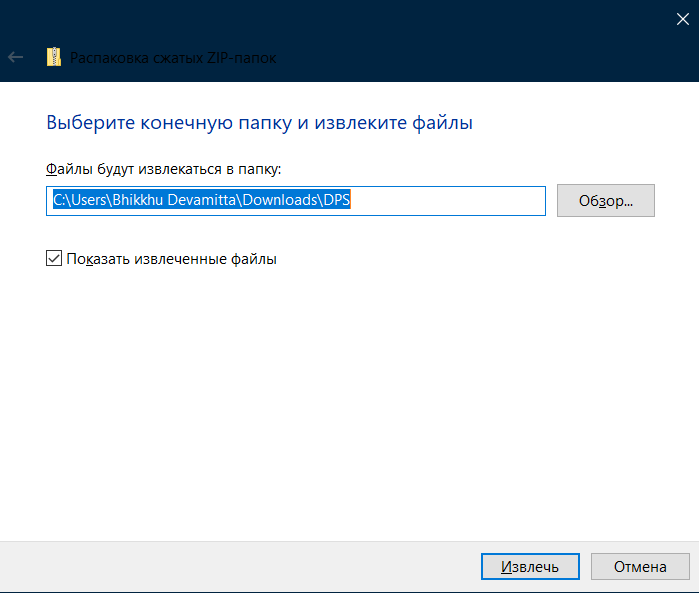 Распаковка сжатых ZIP-папок
Выберите конечную папку и извлеките файлы
Файлы будут извлекаться в папку:
C:\Users\Bhikkhu Devamitta\Downloads\DPS
Обзор...
Показать извлеченные файлы
Извлечь
Отмена